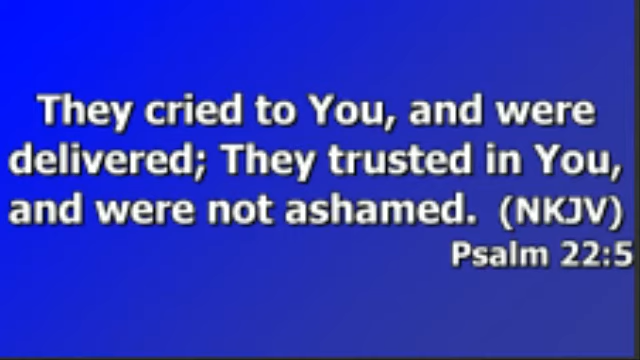 They cried to You, and were
delivered; They trusted in You,
and were not ashamed. (NKJV)
Psalm 22:5